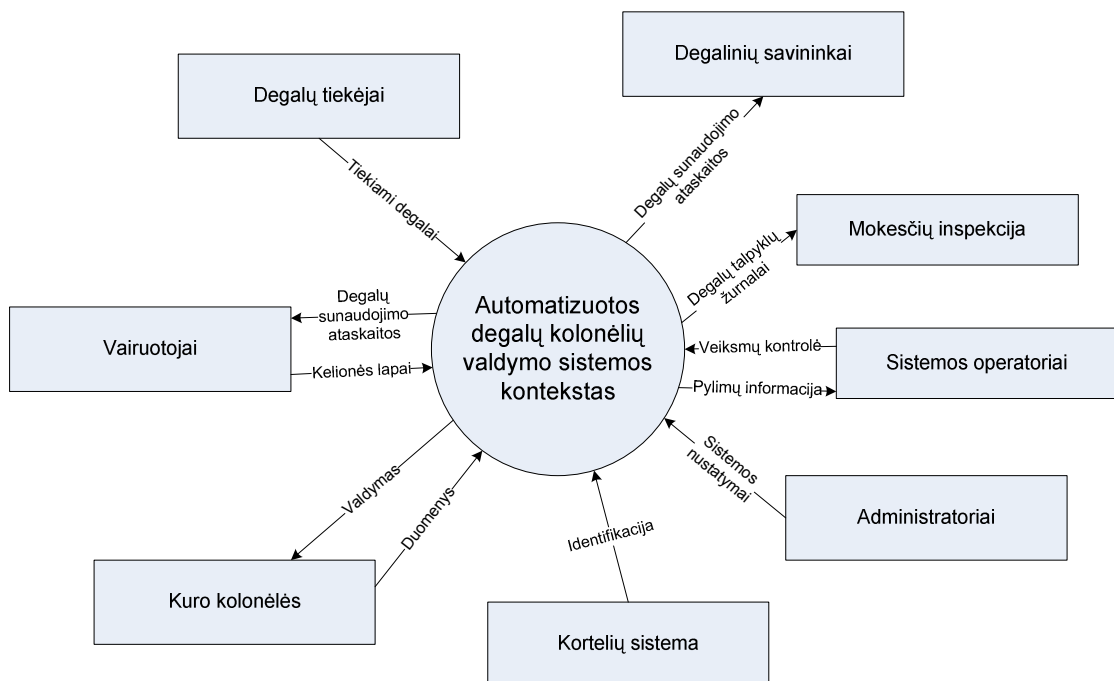 Degalinių savininkai
Degalų tiekėjai
Degalų sunaudojimo
ataskaitos
Tiekiami degalai
Mokesčių inspekcija
Degalų talpyklų
žurnalai
Automatizuotos
degalų kolonėlių
valdymo sistemos
kontekstas
Degalų
sunaudojimo
ataskaitos
Vairuotojai
Kelionės lapai
Veiksmų kontrolė
Sistemos operatoriai
Pylimų informacija
Sistemos
nustatymai
Administratoriai
Valdymas
Duomenys
Identifikacija
Kuro kolonėlės
Kortelių sistema